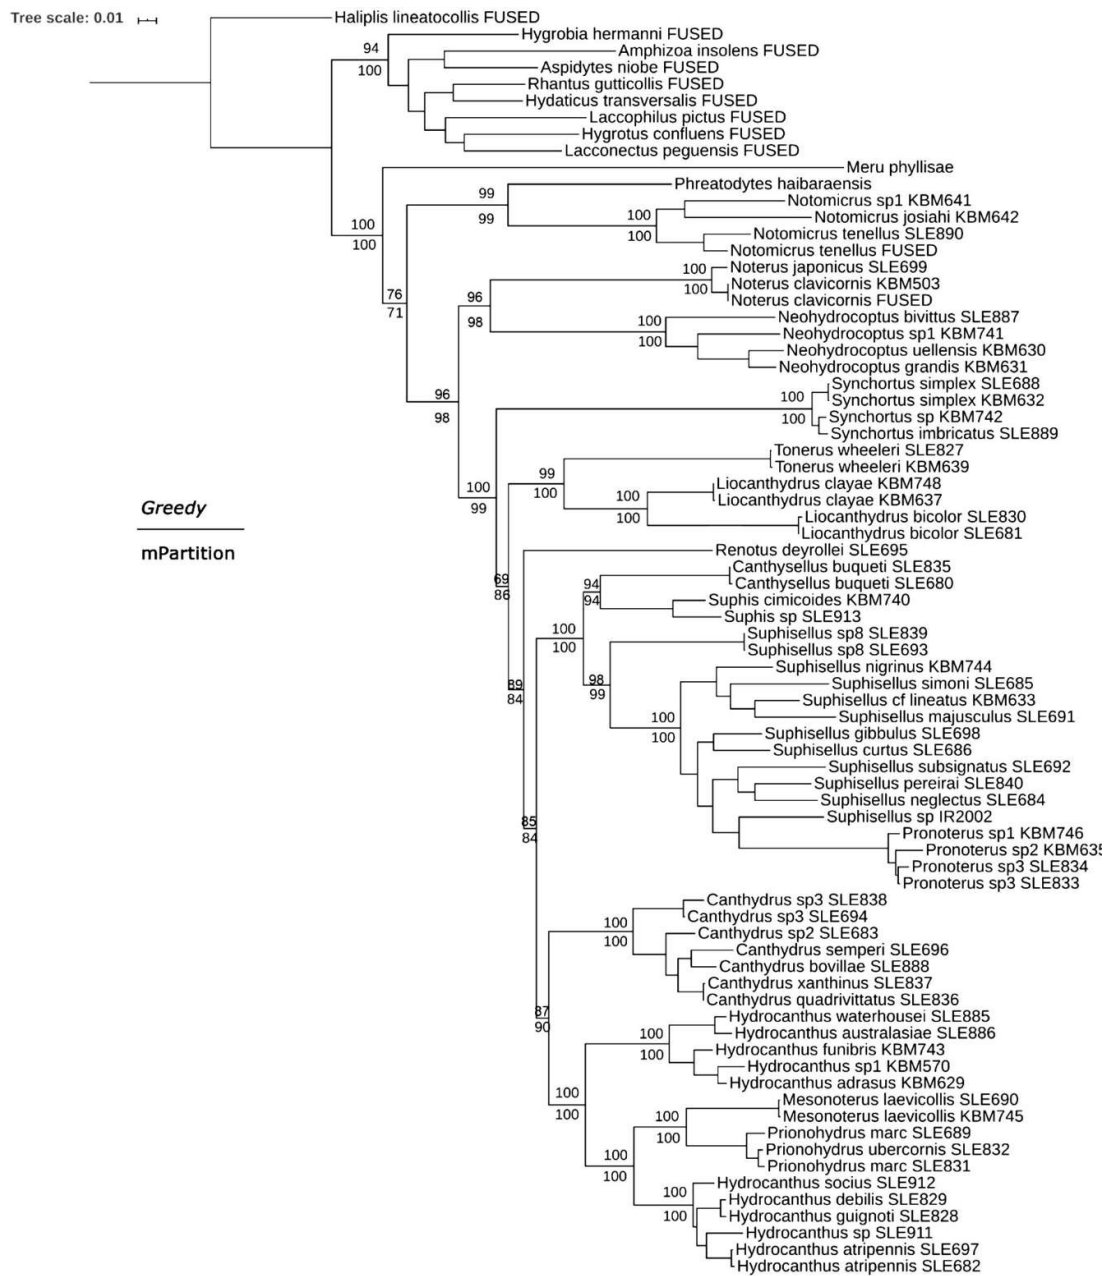 Tree scale: 0.01
Haliplis lineatocollis FUSED
Hygrobia hermanni FUSED
94
Amphizoa insolens FUSED
100
Aspidytes niobe FUSED
Rhantus gutticollis FUSED
Hydaticus transversalis FUSED
Laccophilus pictus FUSED
Hygrotus confluens FUSED
Lacconectus peguensis FUSED
Meru phyllisae
Phreatodytes haibaraensis
99
Notomicrus sp1 KBM641
99
100
Notomicrus josiahi KBM642
100
100
Notomicrus tenellus SLE890
100
Notomicrus tenellus FUSED
100
Noterus japonicus SLE699
Noterus clavicornis KBM503
100
76
96
Noterus clavicornis FUSED
71
98
100
Neohydrocoptus bivittus SLE887
Neohydrocoptus sp1 KBM741
100
Neohydrocoptus uellensis KBM630
Neohydrocoptus grandis KBM631
Synchortus simplex SLE688
96
100
Synchortus simplex KBM632
98
100
Synchortus sp KBM742
Synchortus imbricatus SLE889
Tonerus wheeleri SLE827
99
Tonerus wheeleri KBM639
100
100
Liocanthydrus clayae KBM748
100
Liocanthydrus clayae KBM637
Greedy
99
100
Liocanthydrus bicolor SLE830
Liocanthydrus bicolor SLE681
mPartition
Renotus deyrollei SLE695
Canthysellus buqeti SLE835
69
94
Canthysellus buqeti SLE680
86
94
Suphis cimicoides KBM740
Suphis sp SLE913
100
Suphisellus sp8 SLE839
100
Suphisellus sp8 SLE693
Suphisellus nigrinus KBM744
89
98
Suphisellus simoni SLE685
84
99
Suphisellus cf lineatus KBM633
Suphisellus majusculus SLE691
100
Suphisellus gibbulus SLE698
100
Suphisellus curtus SLE686
Suphisellus subsignatus SLE692
Suphisellus pereirai SLE840
Suphisellus neglectus SLE684
85
Suphisellus sp IR2002
84
Pronoterus sp1 KBM746
Pronoterus sp2 KBM635
Pronoterus sp3 SLE834
Pronoterus sp3 SLE833
Canthydrus sp3 SLE838
100
Canthydrus sp3 SLE694
100
Canthydrus sp2 SLE683
Canthydrus semperi SLE696
Canthydrus bovillae SLE888
Canthydrus xanthinus SLE837
Canthydrus quadrivittatus SLE836
87
Hydrocanthus waterhousei SLE885
90
100
Hydrocanthus australasiae SLE886
100
Hydrocanthus funibris KBM743
Hydrocanthus sp1 KBM570
Hydrocanthus adrasus KBM629
100
Mesonoterus laevicollis SLE690
100
100
Mesonoterus laevicollis KBM745
100
Prionohydrus marc SLE689
Prionohydrus ubercornis SLE832
100
Prionohydrus marc SLE831
100
Hydrocanthus socius SLE912
100
Hydrocanthus debilis SLE829
100
Hydrocanthus guignoti SLE828
Hydrocanthus sp SLE911
Hydrocanthus atripennis SLE697
Hydrocanthus atripennis SLE682